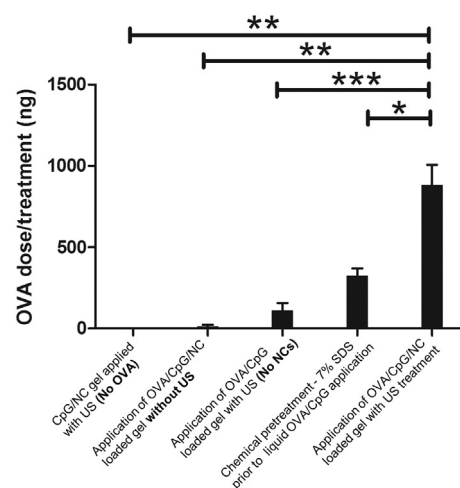 **
**
***
*
OVA dose/treatment (ng)
1500
1000
500
0
CpG/NC gel applied
with US (No OVA)
Application of OVA/CpG/NC
loaded gel without US
Application of OVA/CpG
loaded gel with US (No NCs)
Chemical pretreatment- 7% SDS
prior to liquid OVA/CpG application
Application of OVA/CpG/NC
loaded gel with US treatment